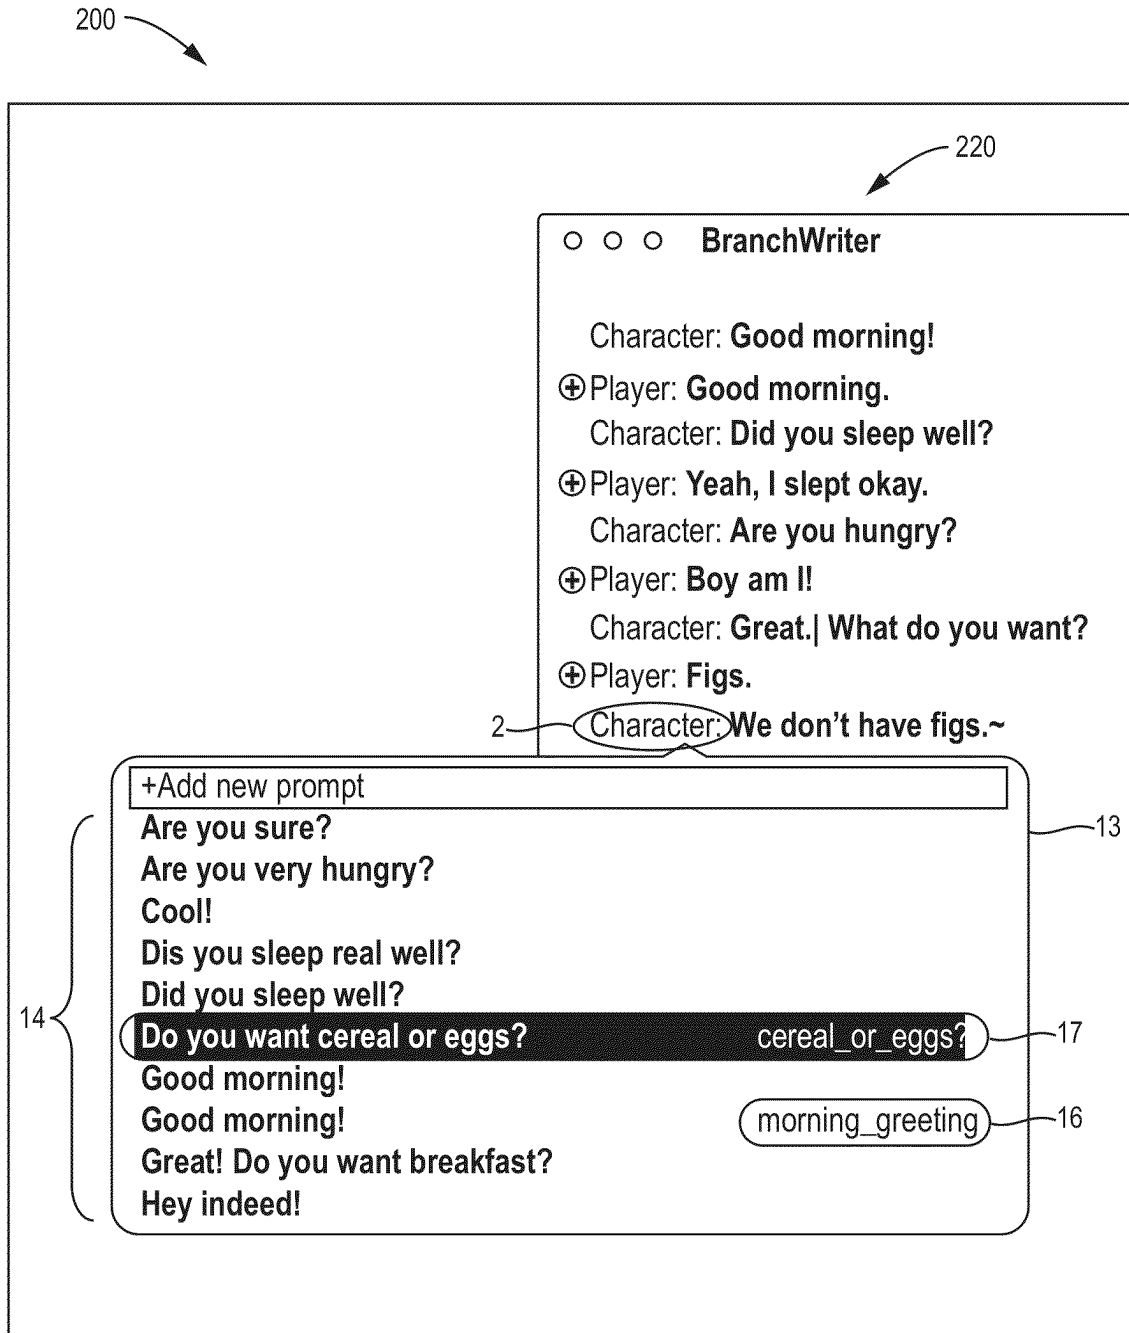 200
220
BranchWriter
Character: Good morning!
Player: Good morning.
Character: Did you sleep well?
Player: Yeah, I slept okay.
Character: Are you hungry?
Player: Boy am I!
Character: Great.| What do you want?
Player: Figs.
2 Character: We don't have figs.~
+Add new prompt
13
Are you sure?
Are you very hungry?
Cool!
Dis you sleep real well?
Did you sleep well?
14
Do you want cereal or eggs? cereal_or_eggs? 17
Good morning!
Good morning! morning_greeting 16
Great! Do you want breakfast?
Hey indeed!